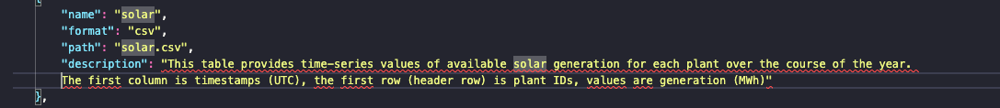 {
"name": "solar",
"format": "csv",
"path": "solar.csv",
"description": "This table provides time-series values of available solar generation for each plant over the course of the year.
The first column is timestamps (UTC), the first row (header row) is plant IDs, values are generation (MWh)"
},